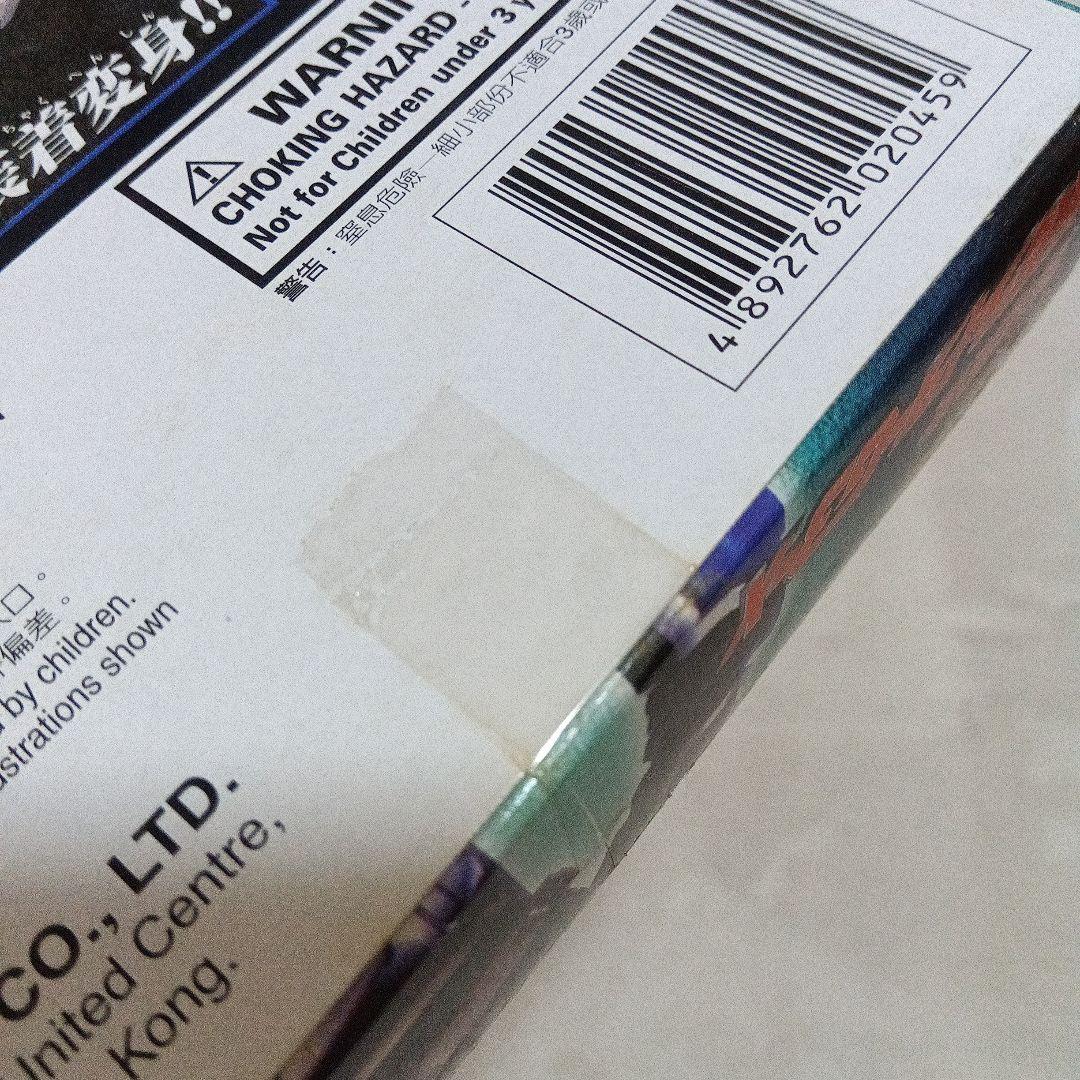 着変身!!
WARNI
CHOKING HAZARD -
Not for Children under 3 y
警告：窒息危險—細小部份不適合3歲或
4 892762 020459
口。
偏差。
by children.
ustrations shown
CO., LTD.
United Centre,
Kong.